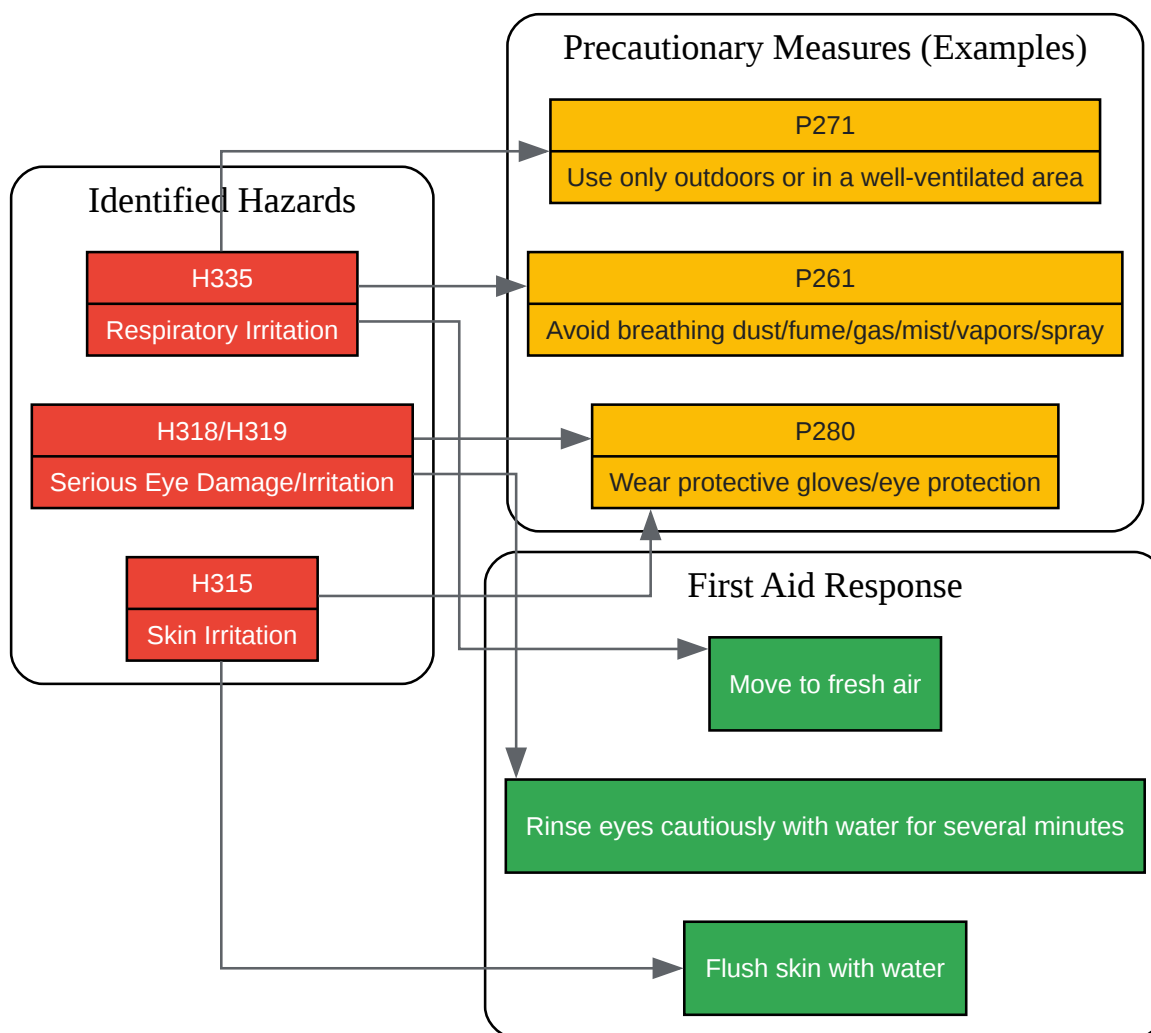 Precautionary Measures (Examples)
P271
Use only outdoors or in a well-ventilated area
Identified Hazards
H335
Respiratory Irritation
P261
Avoid breathing dust/fume/gas/mist/vapors/spray
H318/H319
Serious Eye Damage/Irritation
P280
Wear protective gloves/eye protection
H315
Skin Irritation
First Aid Response
Move to fresh air
Rinse eyes cautiously with water for several minutes
Flush skin with water